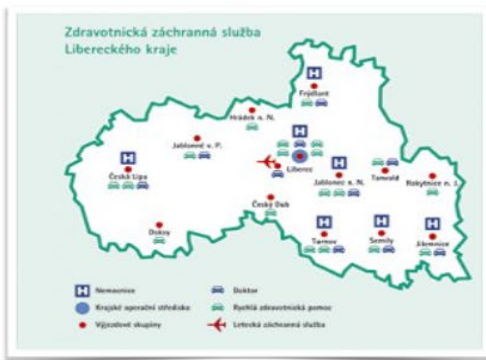 Zdravotnická záchranná služba
Libereckého kraje
H
Frýdlant
Hrádek n. N.
Jablonné v. P.
H
H
Česká Lípa
Liberec
H
Jablonec n. N.
Tanvald
Rokytnice n. J.
Český Dub
Doksy
H
Turnov
H
Semily
H
Jilemnice
H Nemocnice
Doktor
Krajské operační středisko
Rychlá zdravotnická pomoc
Výjezdové skupiny
Letecká záchranná služba